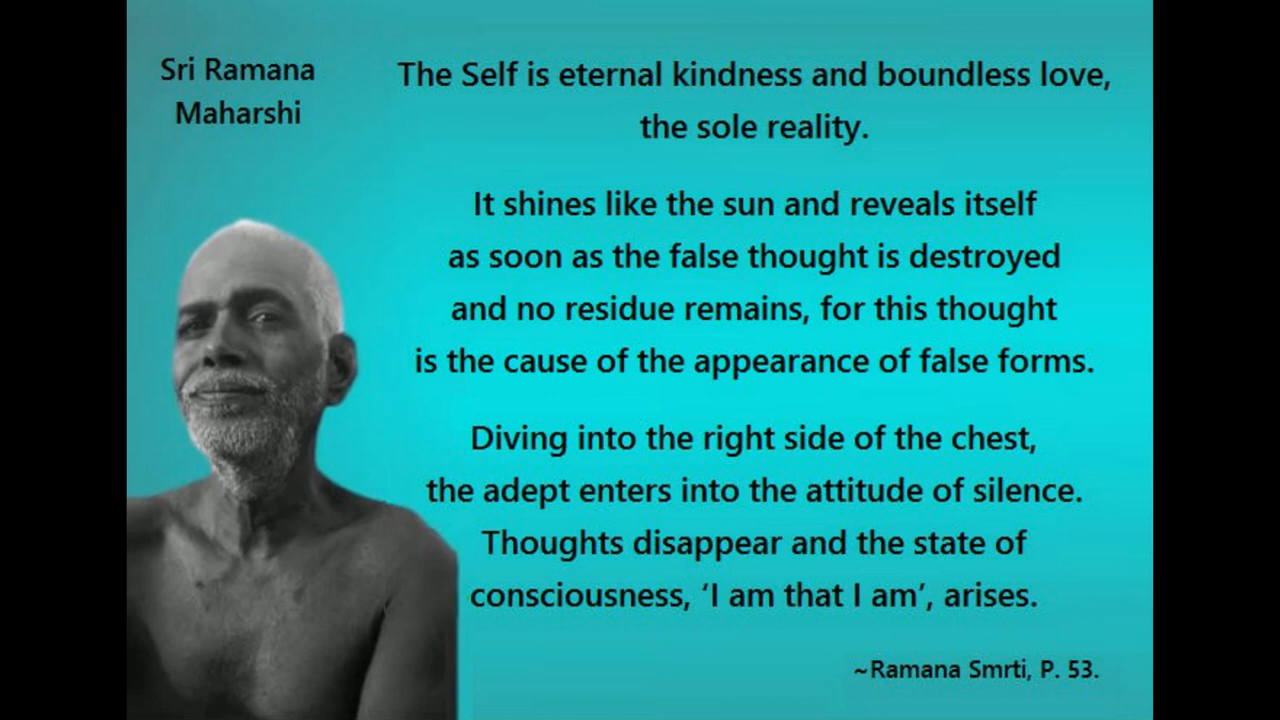 Sri Ramana
Maharshi
The Self is eternal kindness and boundless love,
the sole reality.
It shines like the sun and reveals itself
as soon as the false thought is destroyed
and no residue remains, for this thought
is the cause of the appearance of false forms.
Diving into the right side of the chest,
the adept enters into the attitude of silence.
Thoughts disappear and the state of
consciousness, ‘I am that I am’, arises.
~Ramana Smrti, P. 53.